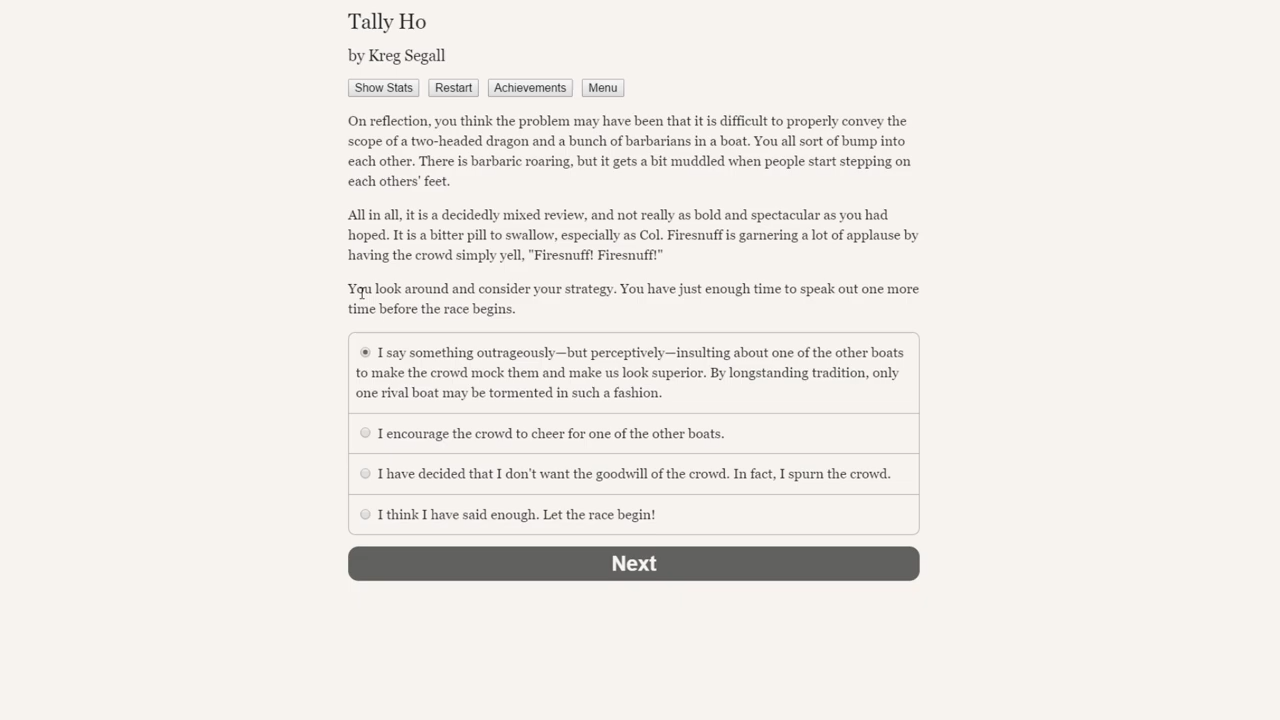 Tally Ho
by Kreg Segall
Show Stats Restart Achievements Menu
On reflection, you think the problem may have been that it is difficult to properly convey the
scope of a two-headed dragon and a bunch of barbarians in a boat. You all sort of bump into
each other. There is barbaric roaring, but it gets a bit muddled when people start stepping on
each others' feet.
All in all, it is a decidedly mixed review, and not really as bold and spectacular as you had
hoped. It is a bitter pill to swallow, especially as Col. Firesnuff is garnering a lot of applause by
having the crowd simply yell, "Firesnuff! Firesnuff!"
You look around and consider your strategy. You have just enough time to speak out one more
time before the race begins.
I say something outrageously—but perceptively—insulting about one of the other boats
to make the crowd mock them and make us look superior. By longstanding tradition, only
one rival boat may be tormented in such a fashion.
I encourage the crowd to cheer for one of the other boats.
I have decided that I don't want the goodwill of the crowd. In fact, I spurn the crowd.
I think I have said enough. Let the race begin!
Next